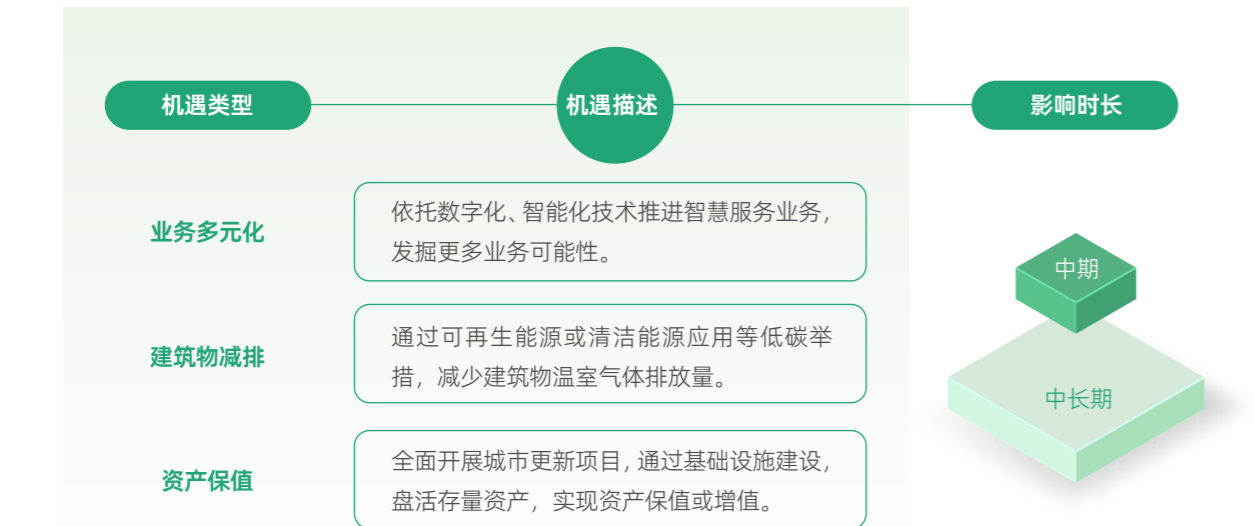 机遇类型
机遇描述
影响时长
业务多元化
依托数字化、智能化技术推进智慧服务业务，
发掘更多业务可能性。
中期
建筑物减排
通过可再生能源或清洁能源应用等低碳举
措，减少建筑物温室气体排放量。
中长期
资产保值
全面开展城市更新项目，通过基础设施建设，
盘活存量资产，实现资产保值或增值。